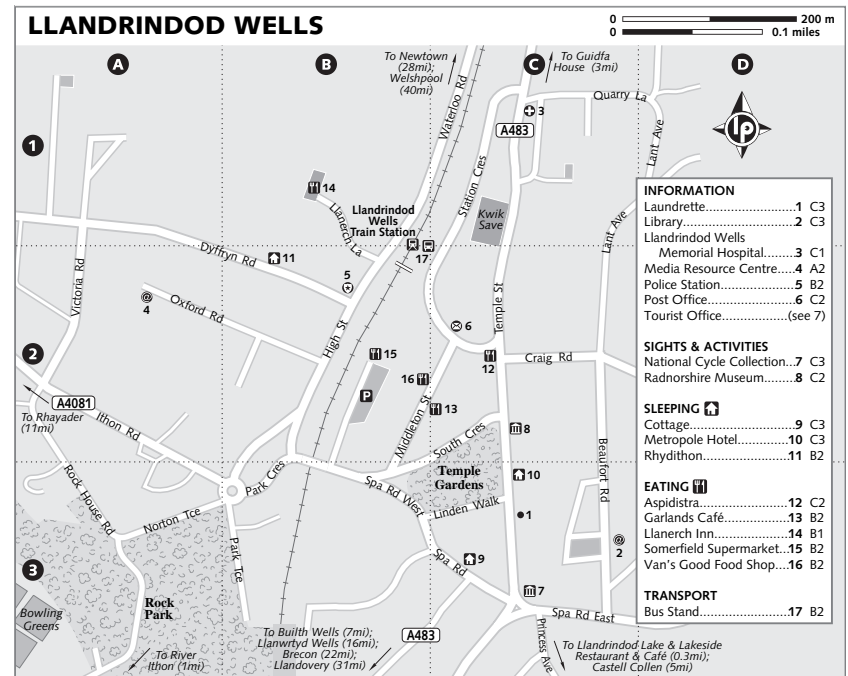 LLANDRINDOD WELLS
0 200 m
0 0.1 miles
A
B
C
D
To Newtown
(28mi);
Welshpool
(40mi)
To Guidfa
House (3mi)
Waterloo Rd
Quarry La
3
A483
lp
1
Lant Ave
Station Cres
14
Llanerch La
Llandrindod
Wells
Train Station
Kwik
Save
Lant Ave
17
Dyffryn Rd
11
5
Victoria Rd
@
4
Oxford Rd
High St
6
Temple St
2
15
12
Craig Rd
16
P
13
Middleton St
A4081
To Rhayader
(11mi)
Ithon Rd
8
South Cres
Beaufort Rd
Temple
Gardens
10
Rock House Rd
Park Cres
Spa Rd West
Linden Walk
1
Norton Tce
Park Tce
@
2
3
Spa Rd
9
7
Bowling
Greens
Rock
Park
Spa Rd East
Princess Ave
To River
Ithon (1mi)
To Builth Wells (7mi);
Llanwrtyd Wells (16mi);
Brecon (22mi);
Llandovery (31mi)
A483
To Llandrindod Lake & Lakeside
Restaurant & Café (0.3mi);
Castell Collen (5mi)
INFORMATION
Laundrette......................1 C3
Library...........................2 C3
Llandrindod Wells
Memorial Hospital..........3 C1
Media Resource Centre....4 A2
Police Station..................5 B2
Post Office......................6 C2
Tourist Office................(see 7)
SIGHTS & ACTIVITIES
National Cycle Collection...7 C3
Radnorshire Museum........8 C2
SLEEPING
Cottage..........................9 C3
Metropole Hotel.............10 C3
Rhydithon......................11 B2
EATING
Aspidistra......................12 C2
Garlands Café................13 B2
Llanerch Inn..................14 B1
Somerfield Supermarket...15 B2
Van's Good Food Shop....16 B2
TRANSPORT
Bus Stand......................17 B2